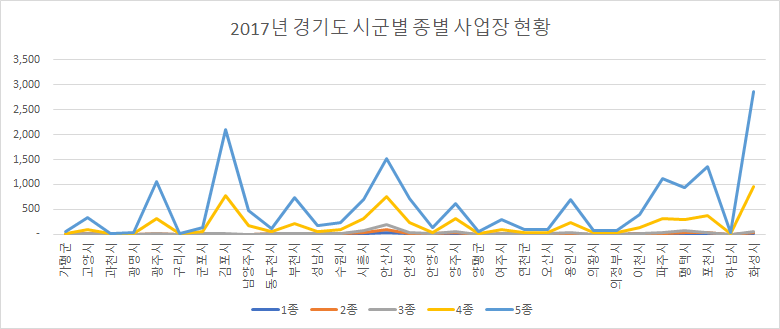 2017년 경기도 시군별 종별 사업장 현황
3,500
3,000
2,500
2,000
1,500
1,000
500
-
가평군
고양시
과천시
광명시
광주시
구리시
군포시
김포시
남양주시
동두천시
부천시
성남시
수원시
시흥시
안산시
안성시
안양시
양주시
양평군
여주시
연천군
오산시
용인시
의왕시
의정부시
이천시
파주시
평택시
포천시
하남시
화성시
1종 2종 3종 4종 5종